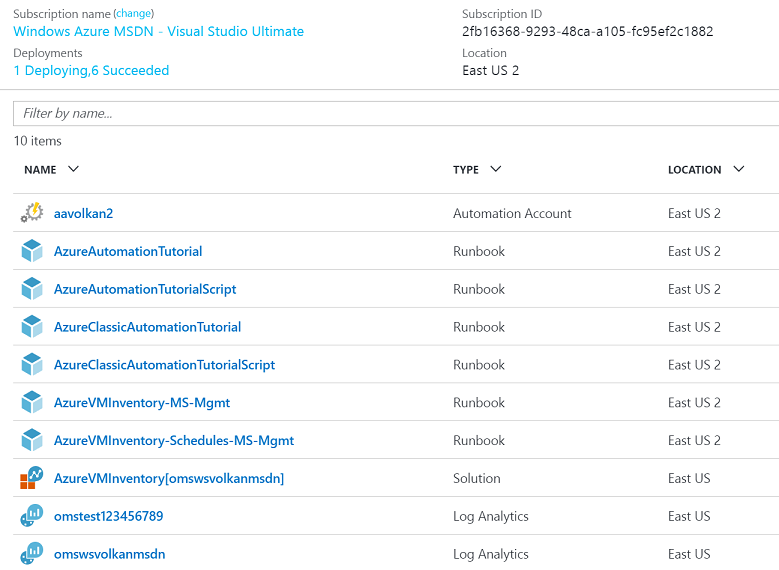 Subscription name (change) Subscription ID
Windows Azure MSDN - Visual Studio Ultimate 2fb16368-9293-48ca-a105-fc95ef2c1882
Deployments Location
1 Deploying,6 Succeeded East US 2
Filter by name...
10 items
NAME TYPE LOCATION
aavolkan2 Automation Account East US 2
AzureAutomationTutorial Runbook East US 2
AzureAutomationTutorialScript Runbook East US 2
AzureClassicAutomationTutorial Runbook East US 2
AzureClassicAutomationTutorialScript Runbook East US 2
AzureVMInventory-MS-Mgmt Runbook East US 2
AzureVMInventory-Schedules-MS-Mgmt Runbook East US 2
AzureVMInventory[omswsvolkanmsdn] Solution East US
omstest123456789 Log Analytics East US
omswsvolkanmsdn Log Analytics East US